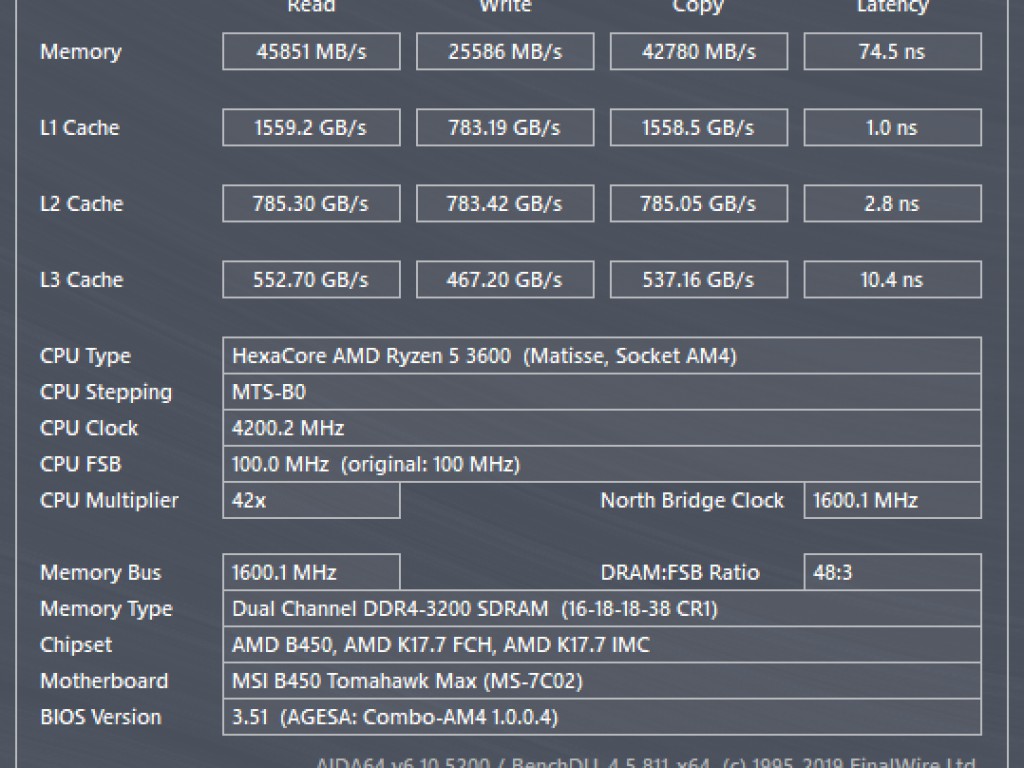 Read Write Copy Latency
Memory 45851 MB/s 25586 MB/s 42780 MB/s 74.5 ns
L1 Cache 1559.2 GB/s 783.19 GB/s 1558.5 GB/s 1.0 ns
L2 Cache 785.30 GB/s 783.42 GB/s 785.05 GB/s 2.8 ns
L3 Cache 552.70 GB/s 467.20 GB/s 537.16 GB/s 10.4 ns
CPU Type HexaCore AMD Ryzen 5 3600 (Matisse, Socket AM4)
CPU Stepping MTS-B0
CPU Clock 4200.2 MHz
CPU FSB 100.0 MHz (original: 100 MHz)
CPU Multiplier 42x North Bridge Clock 1600.1 MHz
Memory Bus 1600.1 MHz DRAM:FSB Ratio 48:3
Memory Type Dual Channel DDR4-3200 SDRAM (16-18-18-38 CR1)
Chipset AMD B450, AMD K17.7 FCH, AMD K17.7 IMC
Motherboard MSI B450 Tomahawk Max (MS-7C02)
BIOS Version 3.51 (AGESA: Combo-AM4 1.0.0.4)
AIDA64 v6.10.5200 / BenchDLL 4.5.811 x64 (c) 1995-2019 FinalWire Ltd.